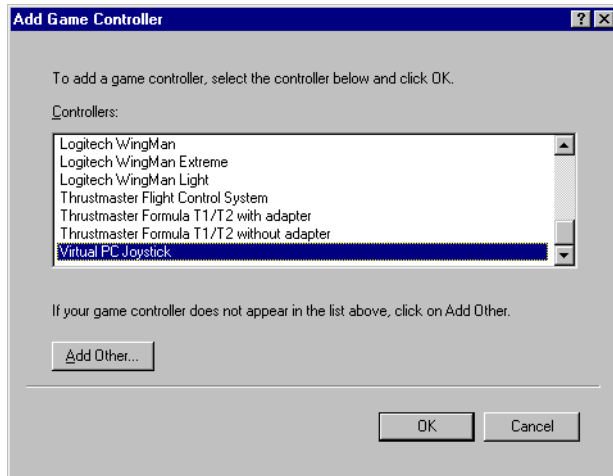 Add Game Controller
To add a game controller, select the controller below and click OK.
Controllers:
Logitech WingMan
Logitech WingMan Extreme
Logitech WingMan Light
Thrustmaster Flight Control System
Thrustmaster Formula T1/T2 with adapter
Thrustmaster Formula T1/T2 without adapter
Virtual PC Joystick
If your game controller does not appear in the list above, click on Add Other.
Add Other...
OK Cancel